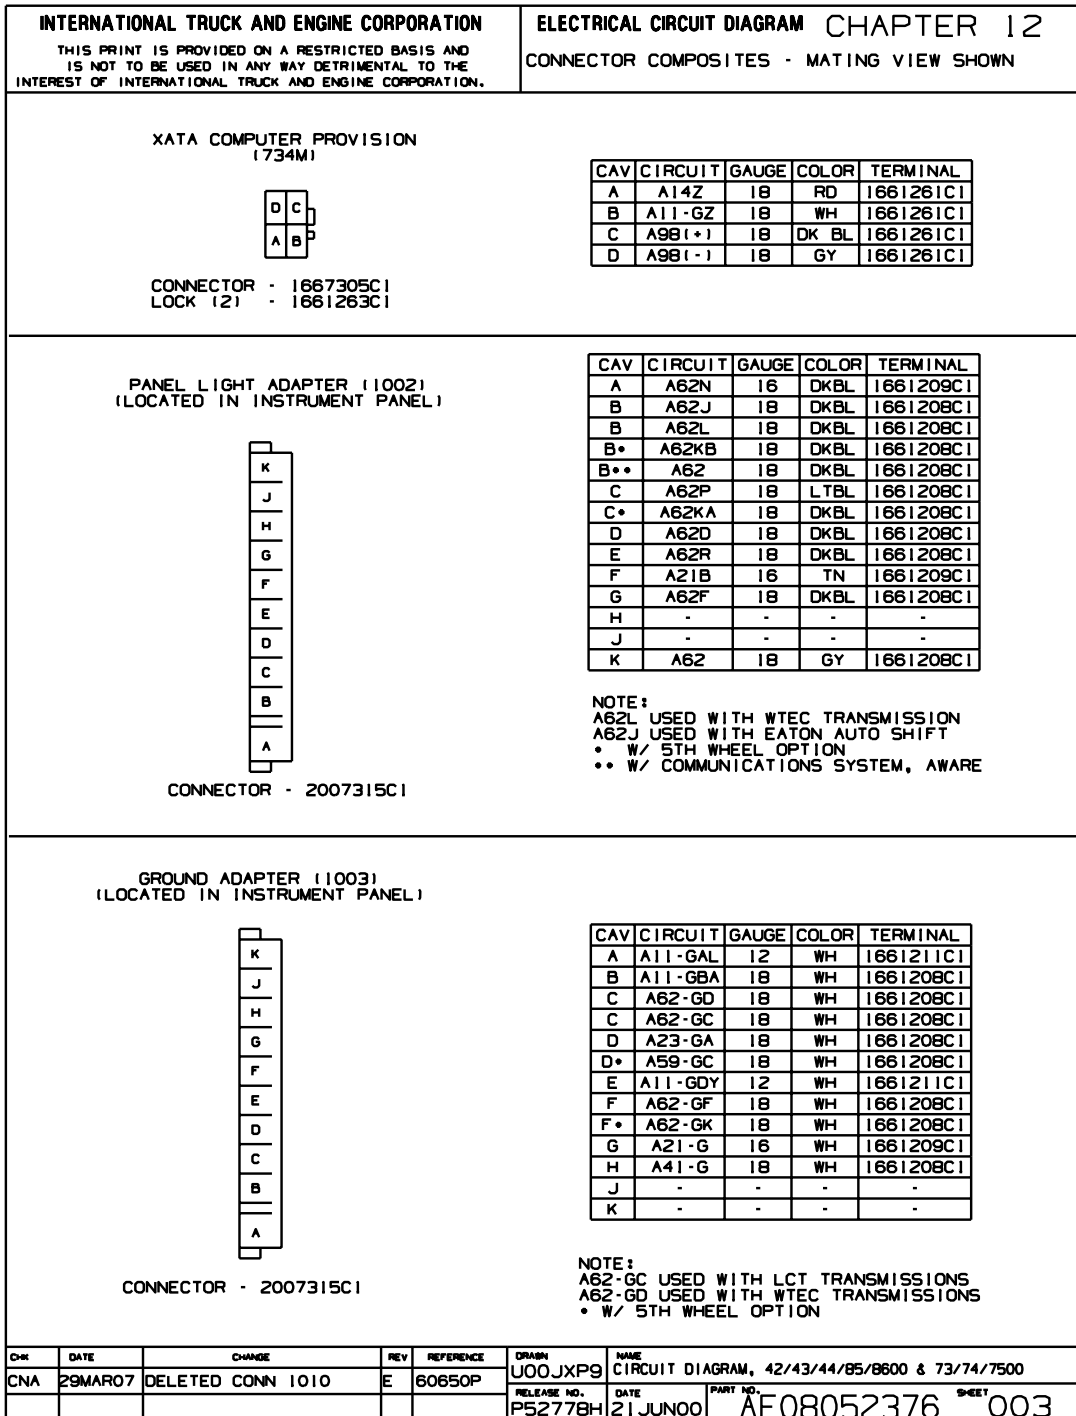 INTERNATIONAL TRUCK AND ENGINE CORPORATION
THIS PRINT IS PROVIDED ON A RESTRICTED BASIS AND
IS NOT TO BE USED IN ANY WAY DETRIMENTAL TO THE
INTEREST OF INTERNATIONAL TRUCK AND ENGINE CORPORATION.
ELECTRICAL CIRCUIT DIAGRAM CHAPTER 12
CONNECTOR COMPOSITES - MATING VIEW SHOWN
XATA COMPUTER PROVISION
(734M)
D C
A B
CONNECTOR - 1667305C1
LOCK (2) - 1661263C1
CAV CIRCUIT GAUGE COLOR TERMINAL
A A14Z 18 RD 1661261C1
B A11-GZ 18 WH 1661261C1
C A98(+) 18 DK BL 1661261C1
D A98(-) 18 GY 1661261C1
PANEL LIGHT ADAPTER (1002)
(LOCATED IN INSTRUMENT PANEL)
K
J
H
G
F
E
D
C
B
A
CONNECTOR - 2007315C1
CAV CIRCUIT GAUGE COLOR TERMINAL
A A62N 16 DKBL 1661209C1
B A62J 18 DKBL 1661208C1
B A62L 18 DKBL 1661208C1
B• A62KB 18 DKBL 1661208C1
B•• A62 18 DKBL 1661208C1
C A62P 18 LTBL 1661208C1
C• A62KA 18 DKBL 1661208C1
D A62D 18 DKBL 1661208C1
E A62R 18 DKBL 1661208C1
F A21B 16 TN 1661209C1
G A62F 18 DKBL 1661208C1
H - - - -
J - - - -
K A62 18 GY 1661208C1
NOTE:
A62L USED WITH WTEC TRANSMISSION
A62J USED WITH EATON AUTO SHIFT
• W/ 5TH WHEEL OPTION
•• W/ COMMUNICATIONS SYSTEM, AWARE
GROUND ADAPTER (1003)
(LOCATED IN INSTRUMENT PANEL)
K
J
H
G
F
E
D
C
B
A
CONNECTOR - 2007315C1
CAV CIRCUIT GAUGE COLOR TERMINAL
A A11-GAL 12 WH 1661211C1
B A11-GBA 18 WH 1661208C1
C A62-GD 18 WH 1661208C1
C A62-GC 18 WH 1661208C1
D A23-GA 18 WH 1661208C1
D• A59-GC 18 WH 1661208C1
E A11-GDY 12 WH 1661211C1
F A62-GF 18 WH 1661208C1
F• A62-GK 18 WH 1661208C1
G A21-G 16 WH 1661209C1
H A41-G 18 WH 1661208C1
J - - - -
K - - - -
NOTE:
A62-GC USED WITH LCT TRANSMISSIONS
A62-GD USED WITH WTEC TRANSMISSIONS
• W/ 5TH WHEEL OPTION
CHK DATE CHANGE REV REFERENCE
CNA 29MAR07 DELETED CONN 1010 E 60650P
DRAWN U00JXP9
NAME CIRCUIT DIAGRAM, 42/43/44/85/8600 & 73/74/7500
RELEASE NO. P52778H
DATE 21JUN00
PART NO. AF08052376
SHEET 003